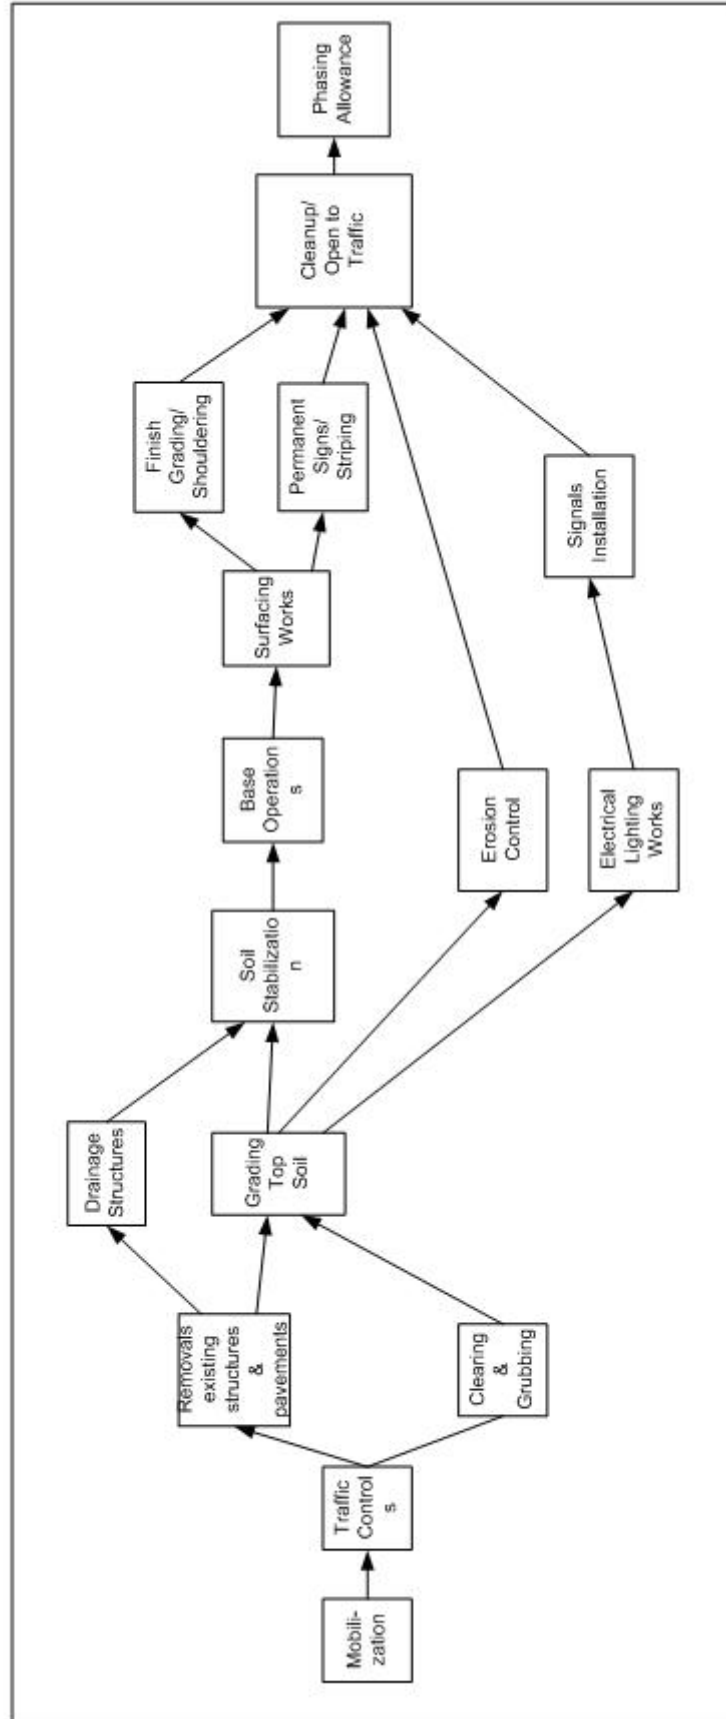 Mobili-
zation
Traffic
Control
s
Removals
existing
structures
&
pavements
Clearing
&
Grubbing
Drainage
Structures
Grading
Top
Soil
Soil
Stabilizatio
n
Base
Operation
s
Erosion
Control
Electrical
Lighting
Works
Surfacing
Works
Finish
Grading/
Shouldering
Permanent
Signs/
Striping
Signals
Installation
Cleanup/
Open to
Traffic
Phasing
Allowance